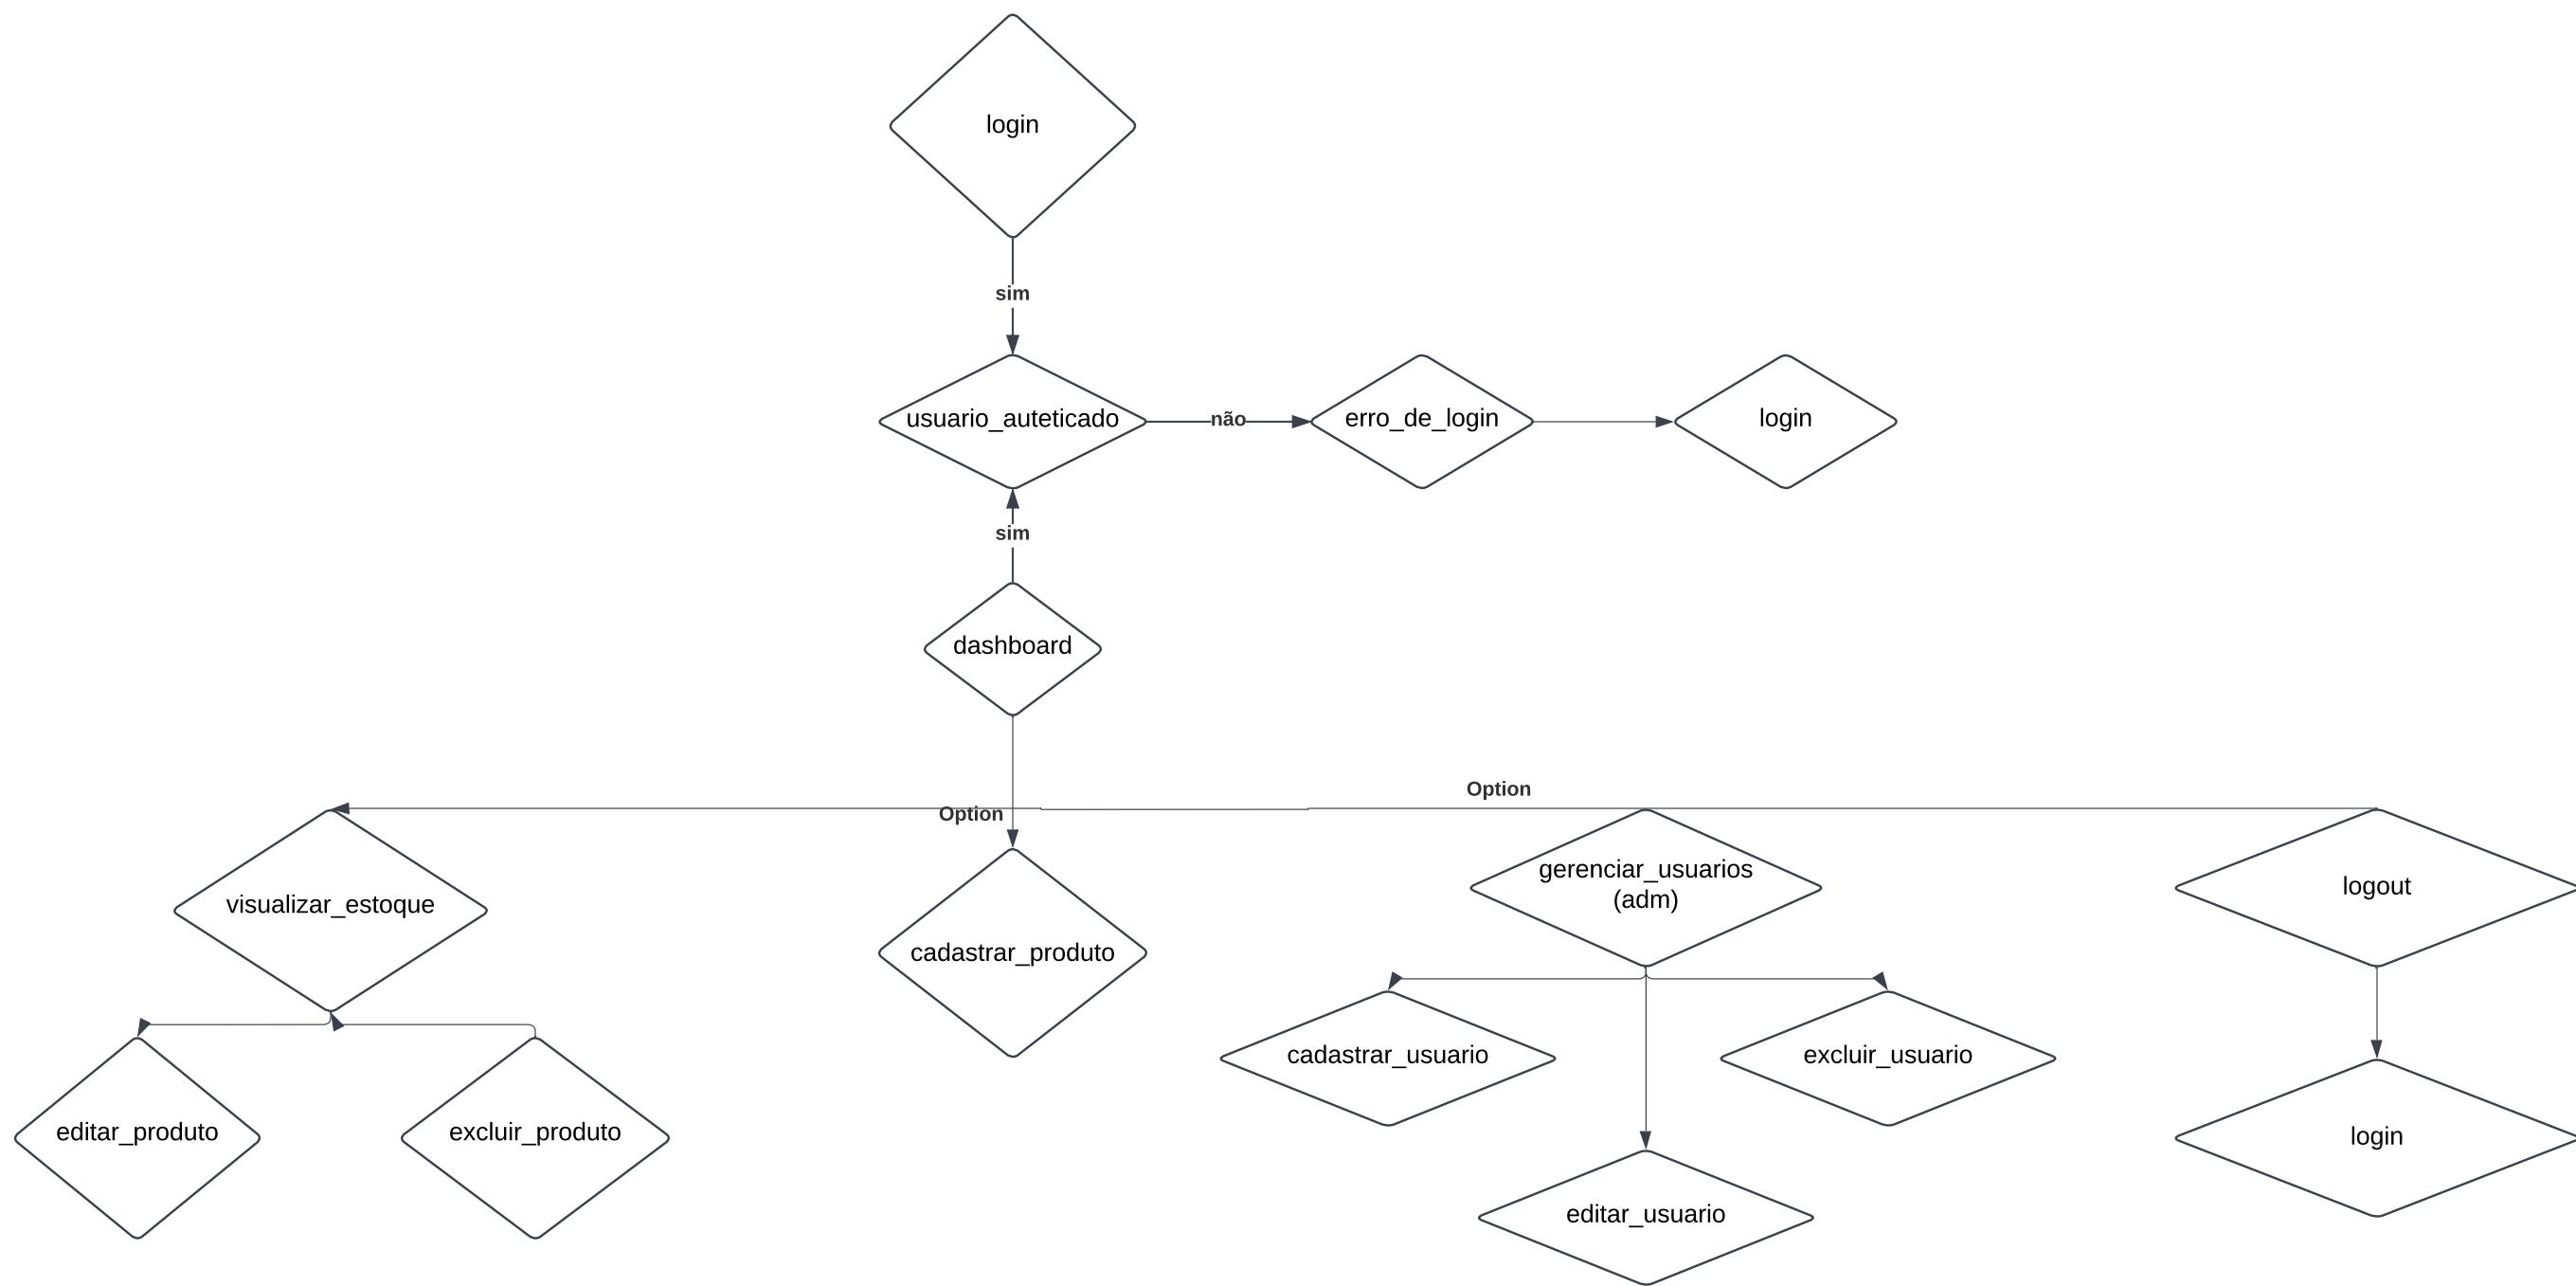 login
sim
usuario_auteticado
não
erro_de_login
login
sim
dashboard
Option
Option
visualizar_estoque
cadastrar_produto
gerenciar_usuarios
(adm)
logout
editar_produto
excluir_produto
cadastrar_usuario
excluir_usuario
editar_usuario
login